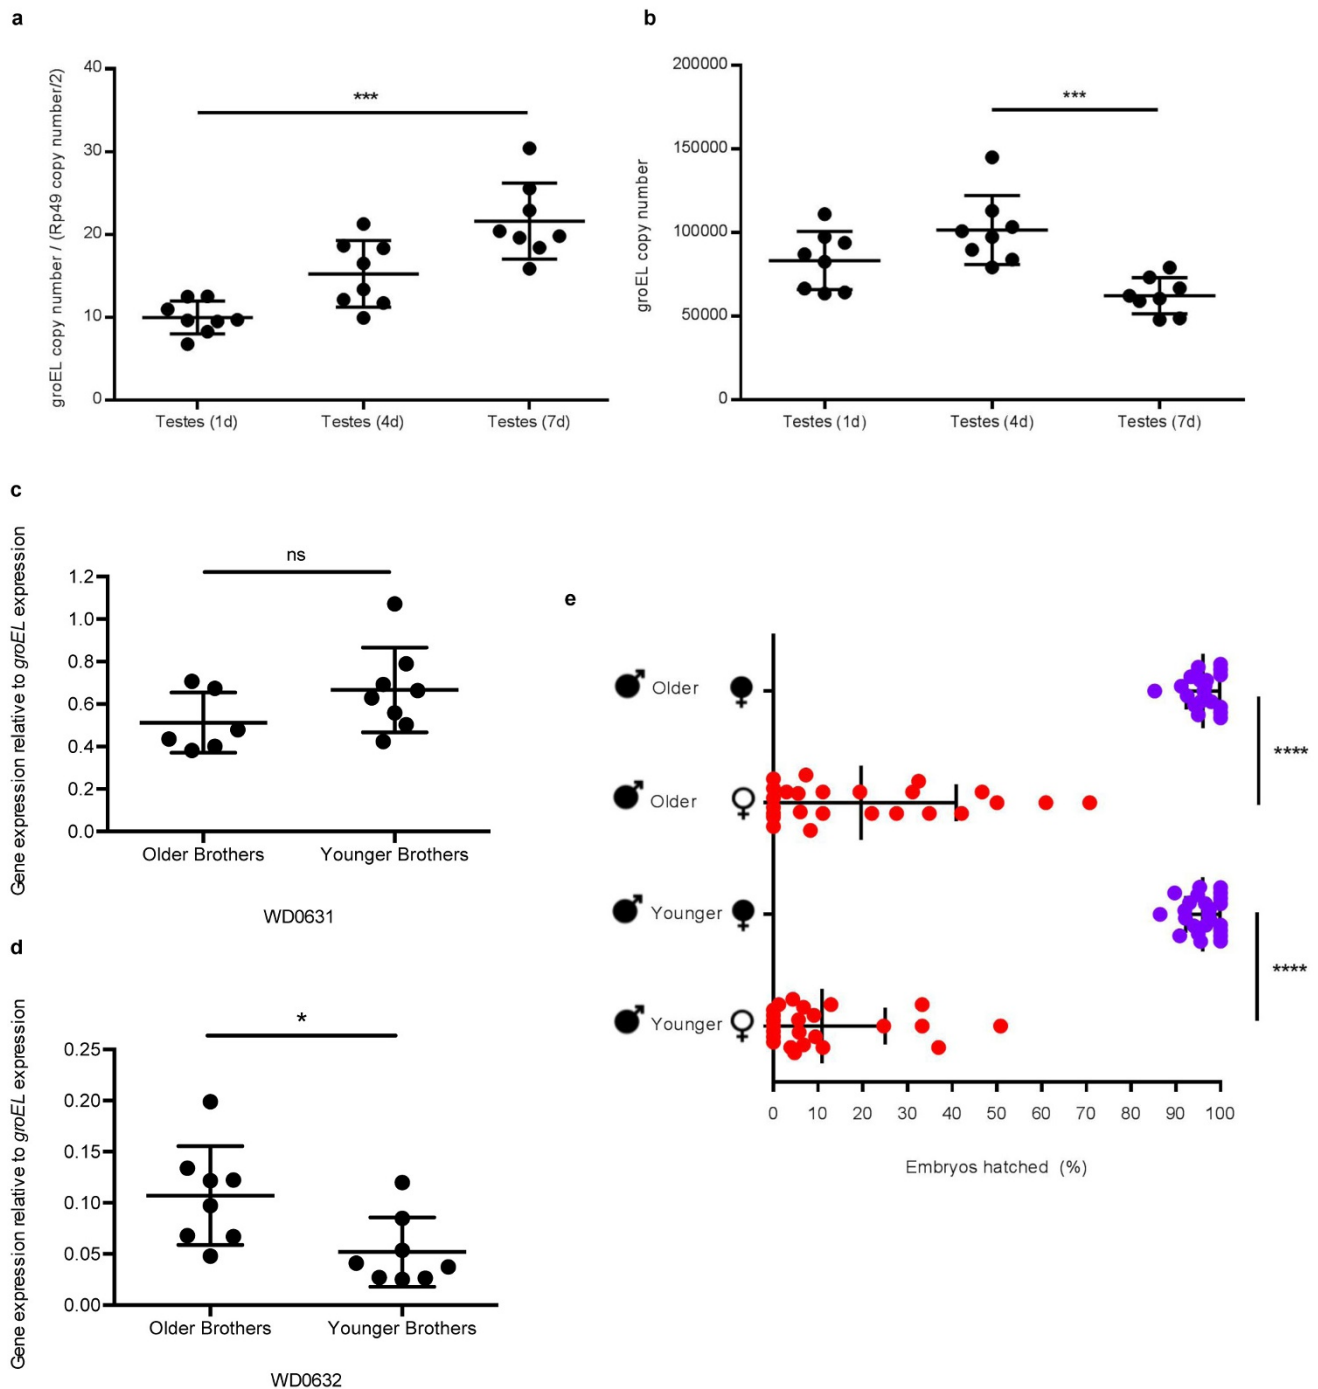 a
groEL copy number / (Rp49 copy number/2)
40
30
20
10
0
***
Testes (1d)
Testes (4d)
Testes (7d)
b
groEL copy number
200000
150000
100000
50000
0
***
Testes (1d)
Testes (4d)
Testes (7d)
c
Gene expression relative to groEL expression
1.2
1.0
0.8
0.6
0.4
0.2
0.0
ns
Older Brothers
Younger Brothers
WD0631
d
Gene expression relative to groEL expression
0.25
0.20
0.15
0.10
0.05
0.00
*
Older Brothers
Younger Brothers
WD0632
e
♂ Older ♀
♂ Older ♀
♂ Younger ♀
♂ Younger ♀
****
****
0 10 20 30 40 50 60 70 80 90 100
Embryos hatched (%)